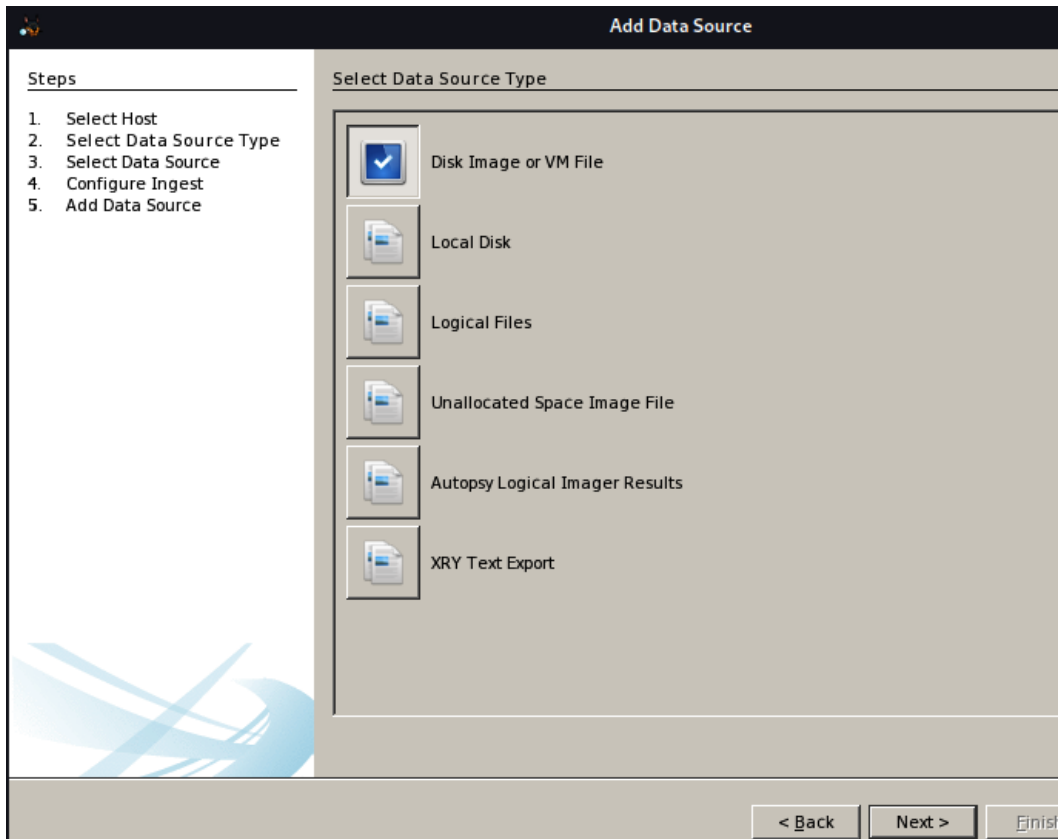 Add Data Source
Steps
1. Select Host
2. Select Data Source Type
3. Select Data Source
4. Configure Ingest
5. Add Data Source
Select Data Source Type
Disk Image or VM File
Local Disk
Logical Files
Unallocated Space Image File
Autopsy Logical Imager Results
XRY Text Export
< Back
Next >
Finish